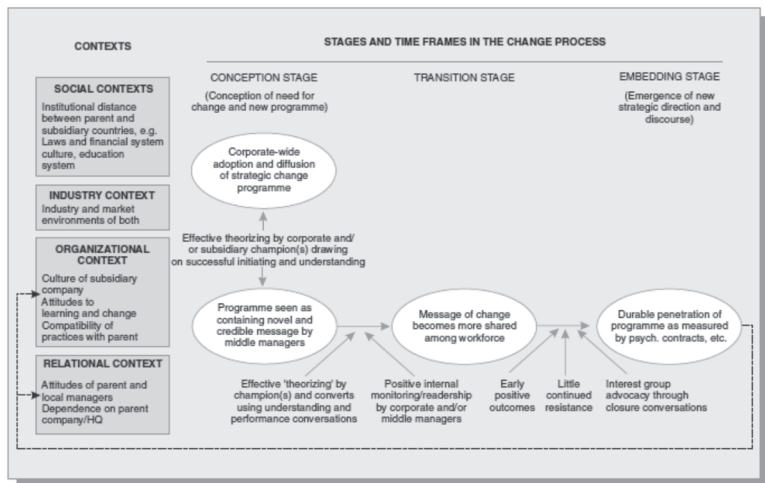 CONTEXTS
STAGES AND TIME FRAMES IN THE CHANGE PROCESS
SOCIAL CONTEXTS
Institutional distance
between parent and
subsidiary countries, e.g.
Laws and financial system
culture, education
system
INDUSTRY CONTEXT
Industry and market
environments of both
ORGANIZATIONAL
CONTEXT
Culture of subsidiary
company
Attitudes to
learning and change
Compatibility of
practices with parent
RELATIONAL CONTEXT
Attitudes of parent and
local managers
Dependence on parent
company/HQ
CONCEPTION STAGE
(Conception of need for
change and new programme)
TRANSITION STAGE
EMBEDDING STAGE
(Emergence of new
strategic direction and
discourse)
Corporate-wide
adoption and diffusion
of strategic change
programme
Effective theorizing by corporate and/
or subsidiary champion(s) drawing
on successful initiating and understanding
Programme seen as
containing novel and
credible message by
middle managers
Message of change
becomes more shared
among workforce
Durable penetration of
programme as measured
by psych. contracts, etc.
Effective 'theorizing' by
champion(s) and converts
using understanding and
performance conversations
Positive internal
monitoring/readership
by corporate and/or
middle managers
Early
positive
outcomes
Little
continued
resistance
Interest group
advocacy through
closure conversations